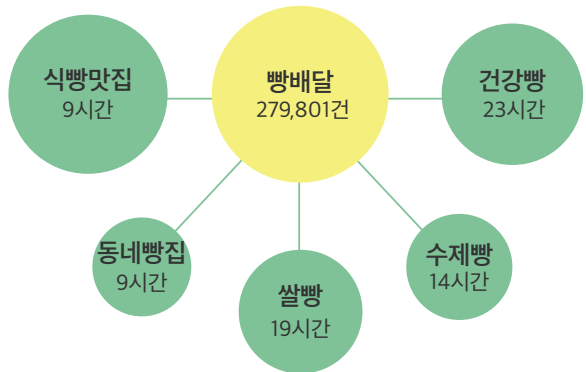 식빵맛집
9시간
빵배달
279,801건
건강빵
23시간
동네빵집
9시간
쌀빵
19시간
수제빵
14시간